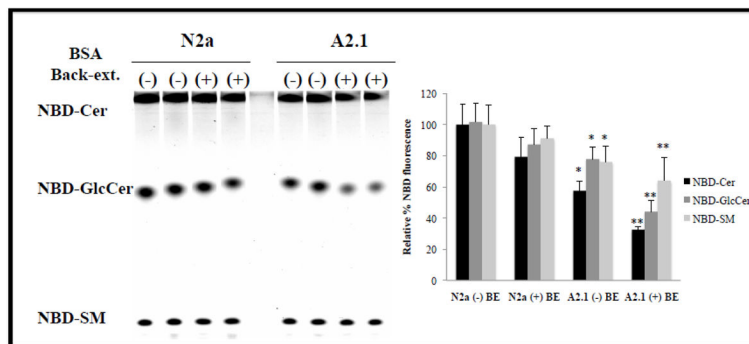 N2a A2.1
BSA
Back-ext. (-) (-) (+) (+) (-) (-) (+) (+)
NBD-Cer
NBD-GlcCer
NBD-SM
Relative % NBD fluorescence
120
100
80
60
40
20
0
* * *
** ** **
N2a (-) BE N2a (+) BE A2.1 (-) BE A2.1 (+) BE
NBD-Cer
NBD-GlcCer
NBD-SM